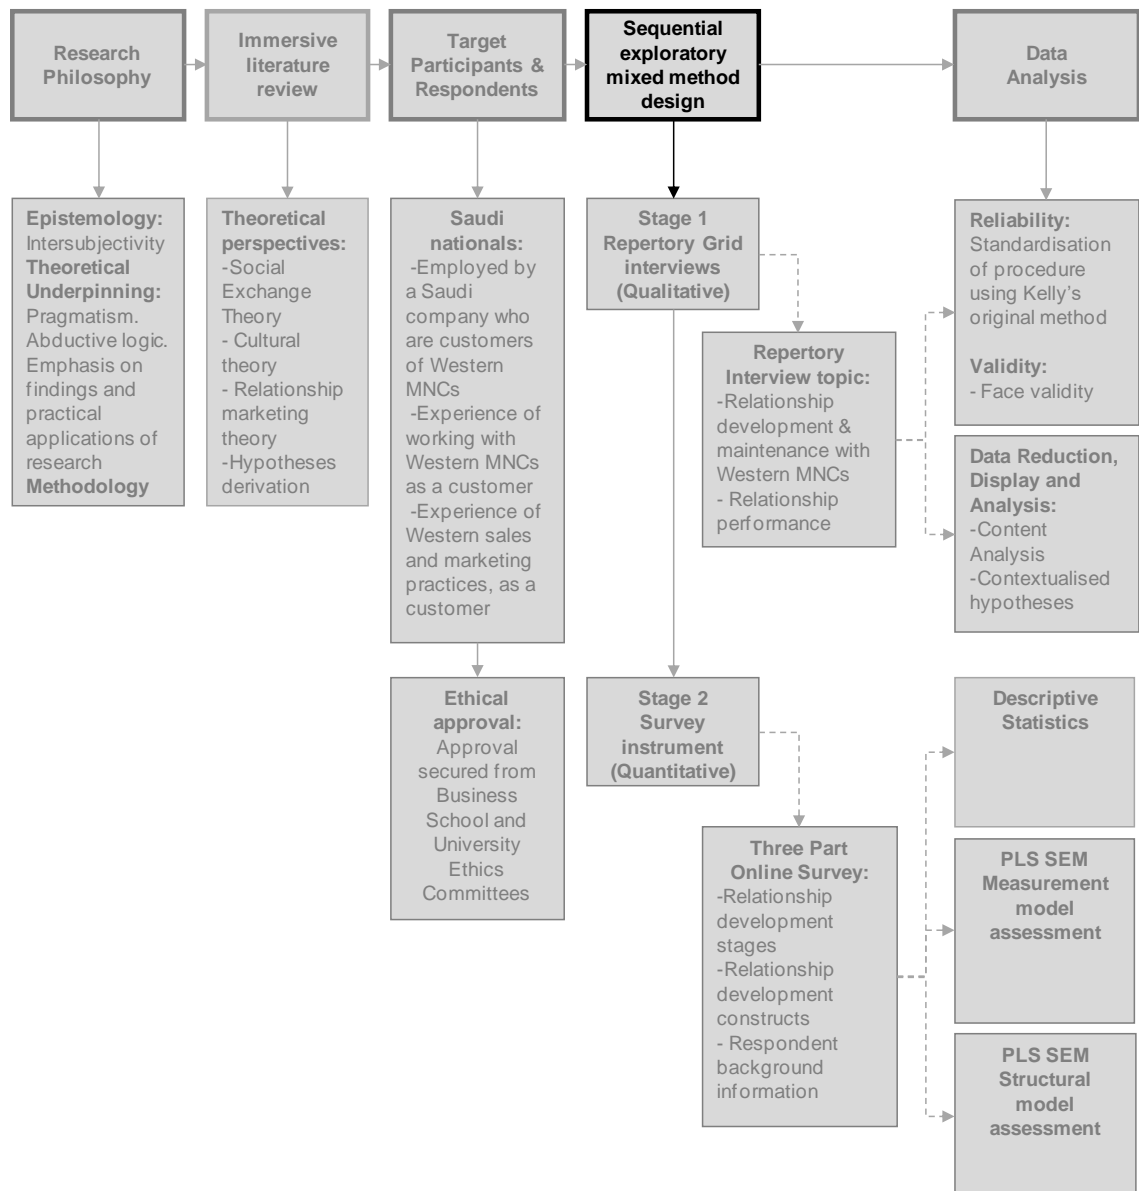 Research
Philosophy
Immersive
literature
review
Target
Participants &
Respondents
Sequential
exploratory
mixed method
design
Data
Analysis
Epistemology:
Intersubjectivity
Theoretical
Underpinning:
Pragmatism.
Abductive logic.
Emphasis on
findings and
practical
applications of
research
Methodology
Theoretical
perspectives:
-Social
Exchange
Theory
- Cultural
theory
- Relationship
marketing
theory
-Hypotheses
derivation
Saudi
nationals:
-Employed by
a Saudi
company who
are customers
of Western
MNCs
-Experience of
working with
Western MNCs
as a customer
-Experience of
Western sales
and marketing
practices, as a
customer
Ethical
approval:
Approval
secured from
Business
School and
University
Ethics
Committees
Stage 1
Repertory Grid
interviews
(Qualitative)
Repertory
Interview topic:
-Relationship
development &
maintenance with
Western MNCs
- Relationship
performance
Reliability:
Standardisation
of procedure
using Kelly's
original method
Validity:
- Face validity
Data Reduction,
Display and
Analysis:
-Content
Analysis
-Contextualised
hypotheses
Stage 2
Survey
instrument
(Quantitative)
Three Part
Online Survey:
-Relationship
development
stages
-Relationship
development
constructs
- Respondent
background
information
Descriptive
Statistics
PLS SEM
Measurement
model
assessment
PLS SEM
Structural
model
assessment